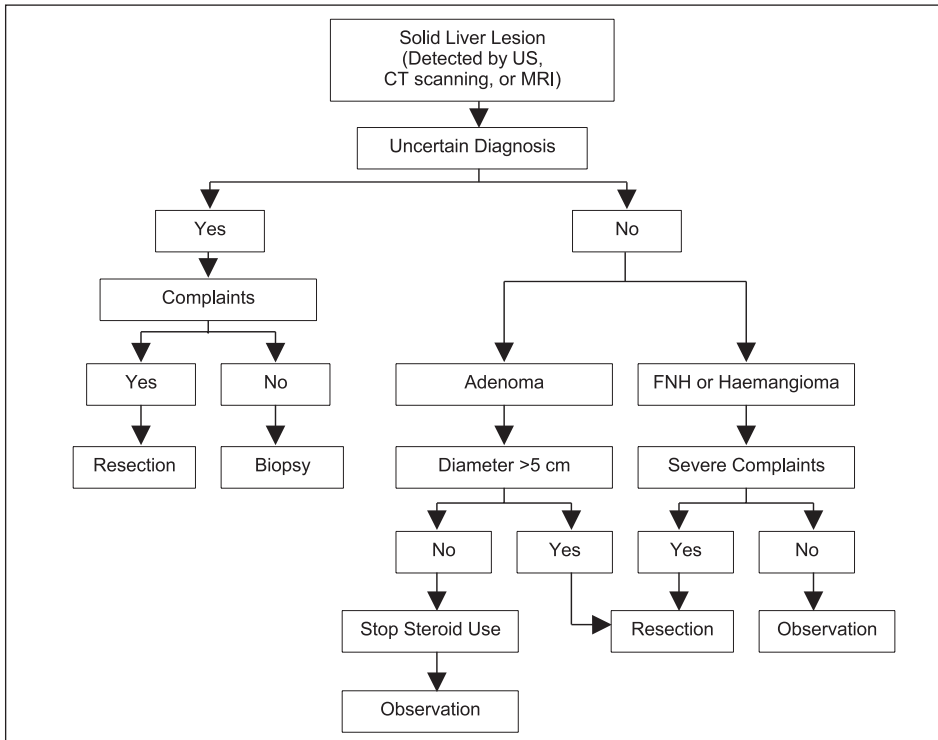 Solid Liver Lesion
(Detected by US,
CT scanning, or MRI)
Uncertain Diagnosis
Yes
No
Complaints
Yes
No
Adenoma
FNH or Haemangioma
Resection
Biopsy
Diameter >5 cm
Severe Complaints
No
Yes
Yes
No
Stop Steroid Use
Resection
Observation
Observation